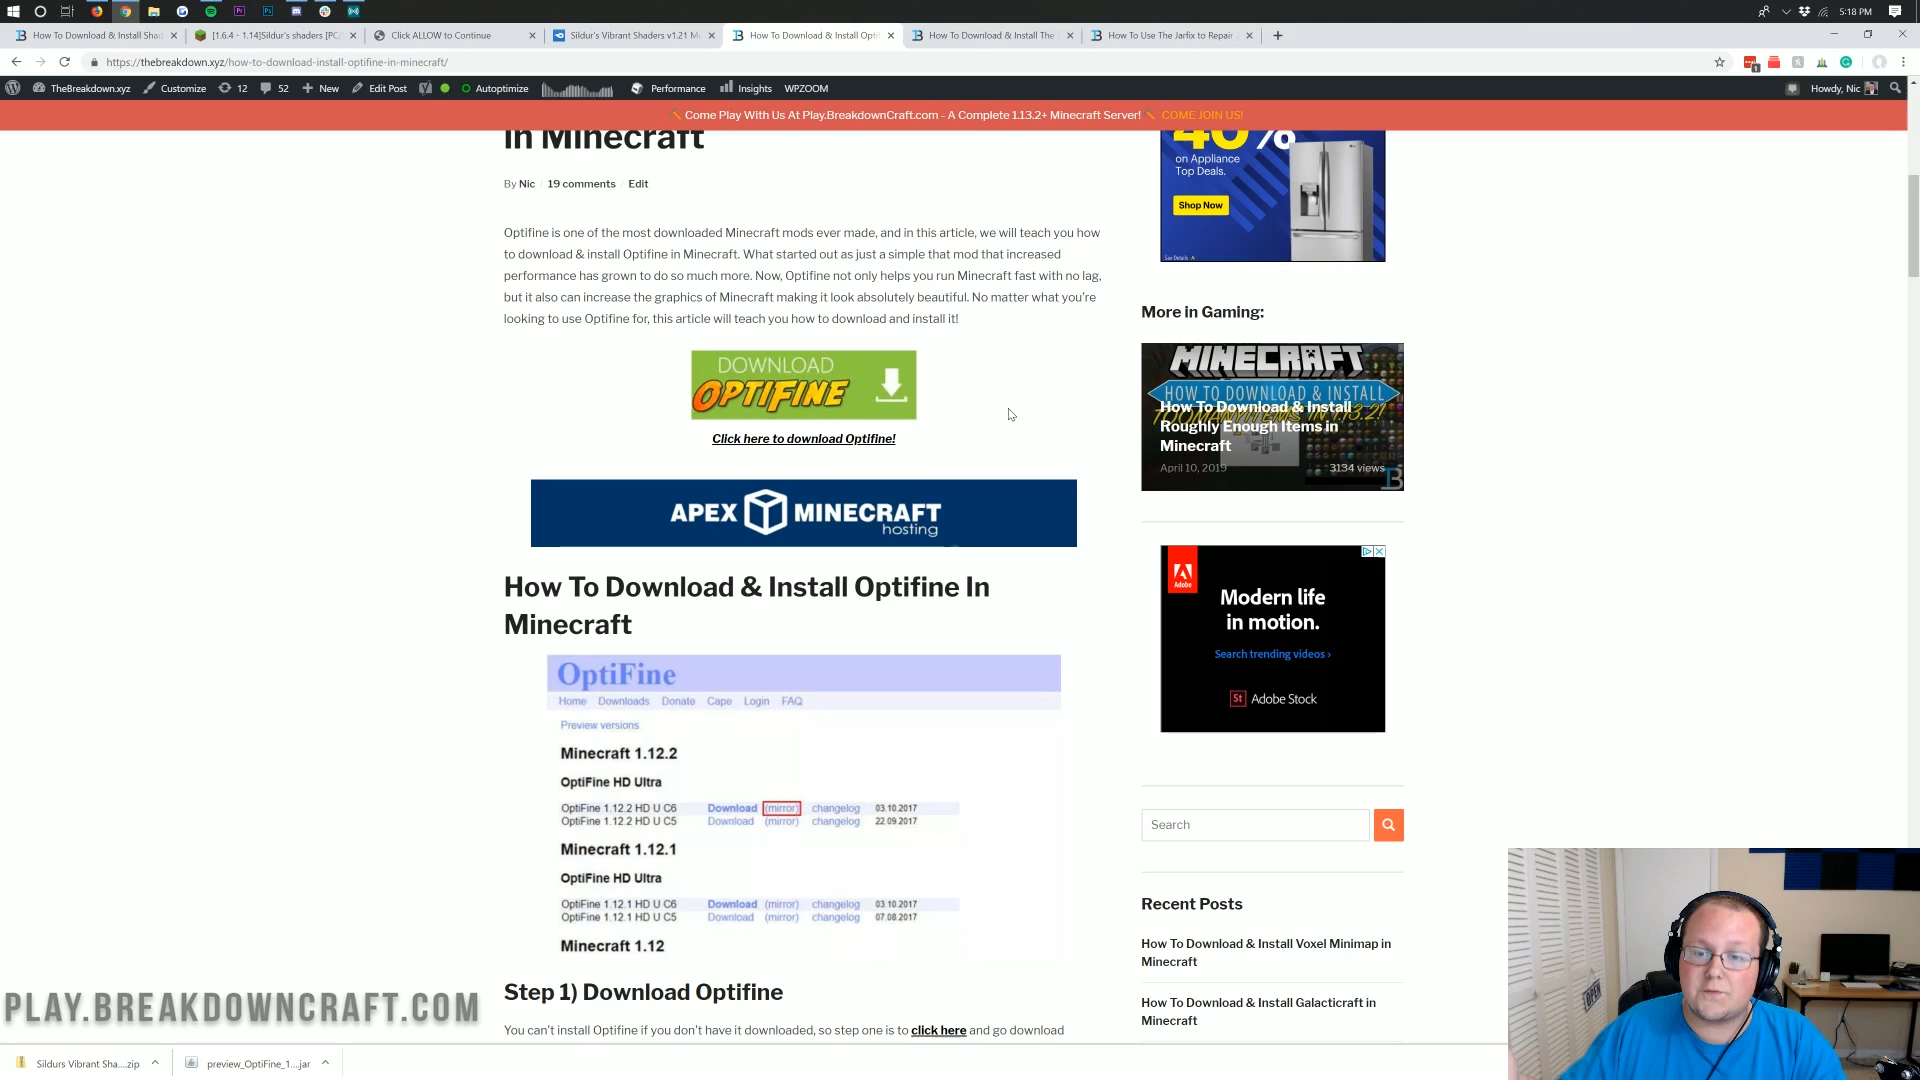 5:18 PM
How To Download & Install Shad
[1.6.4 - 1.14]Sildur's shaders [PC/
Click ALLOW to Continue
Sildur's Vibrant Shaders v1.21 M
How To Download & Install Opti
How To Download & Install The
How To Use The Jarfix to Repair
https://thebreakdown.xyz/how-to-download-install-optifine-in-minecraft/
TheBreakdown.xyz
Customize
12
52
New
Edit Post
Autoptimize
Performance
Insights
WPZOOM
Howdy, Nic
Come Play With Us At Play.BreakdownCraft.com - A Complete 1.13.2+ Minecraft Server!
COME JOIN US!
in Minecraft
By Nic / 19 comments / Edit
Optifine is one of the most downloaded Minecraft mods ever made, and in this article, we will teach you how
to download & install Optifine in Minecraft. What started out as just a simple that mod that increased
performance has grown to do so much more. Now, Optifine not only helps you run Minecraft fast with no lag,
but it also can increase the graphics of Minecraft making it look absolutely beautiful. No matter what you're
looking to use Optifine for, this article will teach you how to download and install it!
DOWNLOAD
OPTIFINE
Click here to download Optifine!
APEX MINECRAFT
hosting
How To Download & Install Optifine In
Minecraft
OptiFine
Home Downloads Donate Cape Login FAQ
Preview versions
Minecraft 1.12.2
OptiFine HD Ultra
OptiFine 1.12.2 HD U C6 Download (mirror) changelog 03.10.2017
OptiFine 1.12.2 HD U C5 Download (mirror) changelog 22.09.2017
Minecraft 1.12.1
OptiFine HD Ultra
OptiFine 1.12.1 HD U C6 Download (mirror) changelog 03.10.2017
OptiFine 1.12.1 HD U C5 Download (mirror) changelog 07.08.2017
Minecraft 1.12
Step 1) Download Optifine
You can't install Optifine if you don't have it downloaded, so step one is to click here and go download
40%
on Appliance
Top Deals.
Shop Now
See Details
More in Gaming:
MINECRAFT
HOW TO DOWNLOAD & INSTALL
TOOMANYITEMS IN 1.13.2!
How To Download & Install
Roughly Enough Items in
Minecraft
April 10, 2019
3134 views
Adobe
Modern life
in motion.
Search trending videos ›
St Adobe Stock
Search
Recent Posts
How To Download & Install Voxel Minimap in
Minecraft
How To Download & Install Galacticraft in
Minecraft
OPEN
PLAY.BREAKDOWNCRAFT.COM
Sildurs Vibrant Sha....zip
preview_OptiFine_1....jar